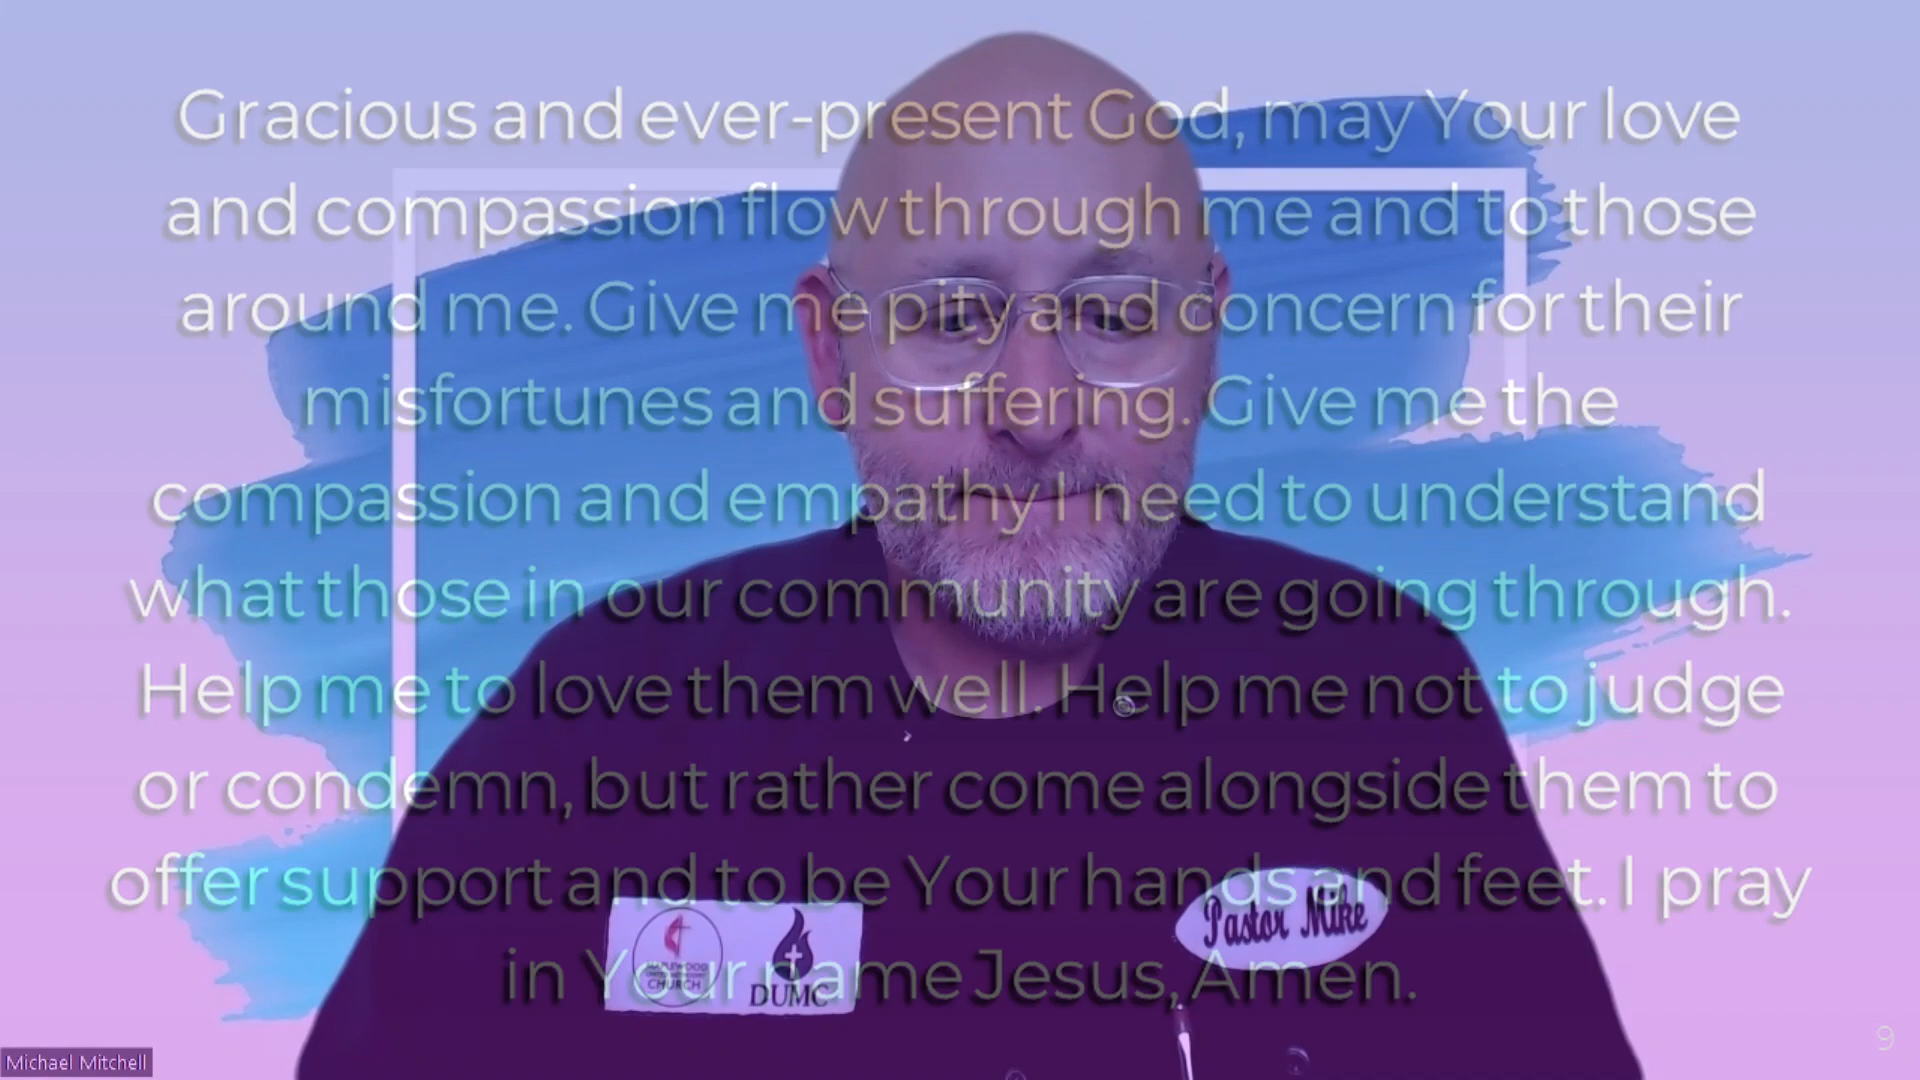 Gracious and ever-present God, may Your love
and compassion flow through me and to those
around me. Give me pity and concern for their
misfortunes and suffering. Give me the
compassion and empathy I need to understand
what those in our community are going through.
Help me to love them well. Help me not to judge
or condemn, but rather come alongside them to
offer support and to be Your hands and feet. I pray
in Your name Jesus, Amen.
Pastor Mike
MAPLEWOOD
UNITED METHODIST
CHURCH
DUMC
Michael Mitchell
9